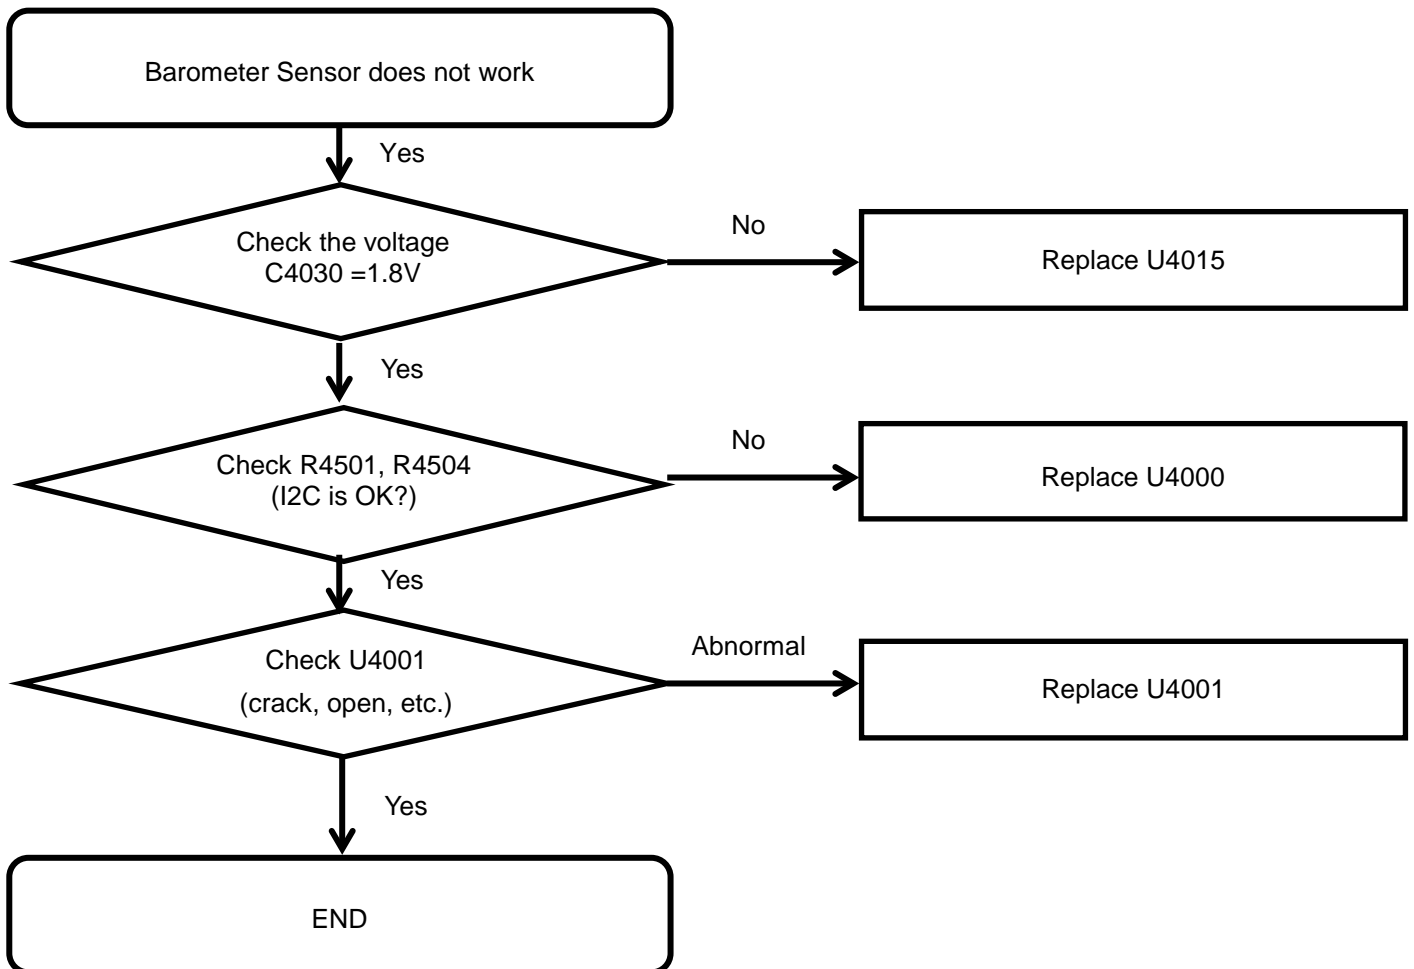 Barometer Sensor does not work
Yes
Check the voltage
C4030 =1.8V
No
Replace U4015
Yes
Check R4501, R4504
(I2C is OK?)
No
Replace U4000
Yes
Check U4001
(crack, open, etc.)
Abnormal
Replace U4001
Yes
END